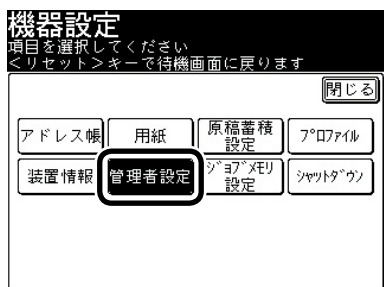 機器設定
項目を選択してください
<リセット>キーで待機画面に戻ります
閉じる
アドレス帳 用紙 原稿蓄積 設定 プロファイル
装置情報 管理者設定 ジョブメモリ 設定 シャットダウン